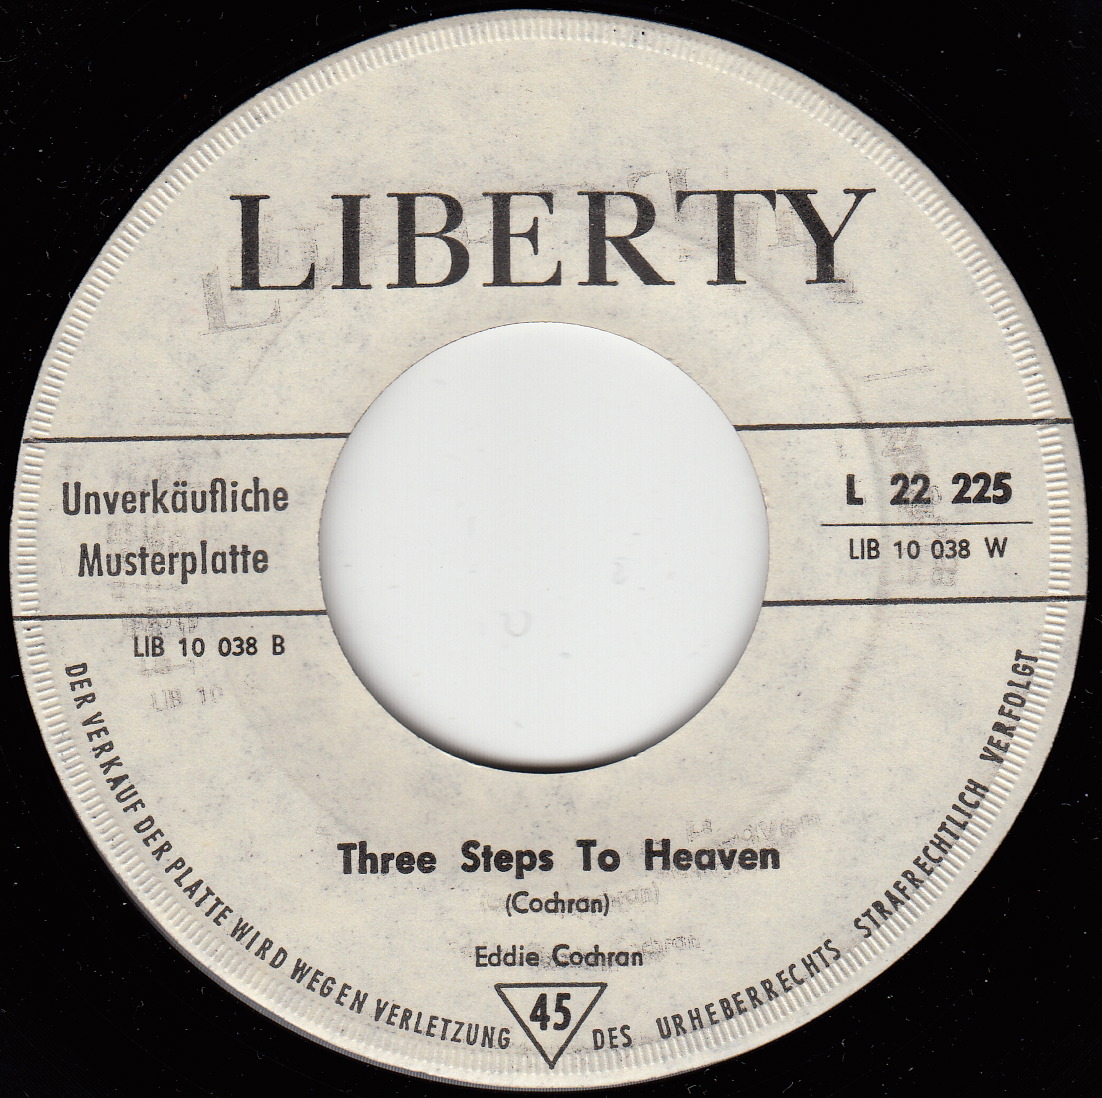 LIBERTY
Unverkäufliche
Musterplatte
L 22 225
LIB 10 038 W
LIB 10 038 B
Three Steps To Heaven
(Cochran)
Eddie Cochran
45
DER VERKAUF DER PLATTE WIRD WEGEN VERLETZUNG DES URHEBERRECHTS STRAFRECHTLICH VERFOLGT